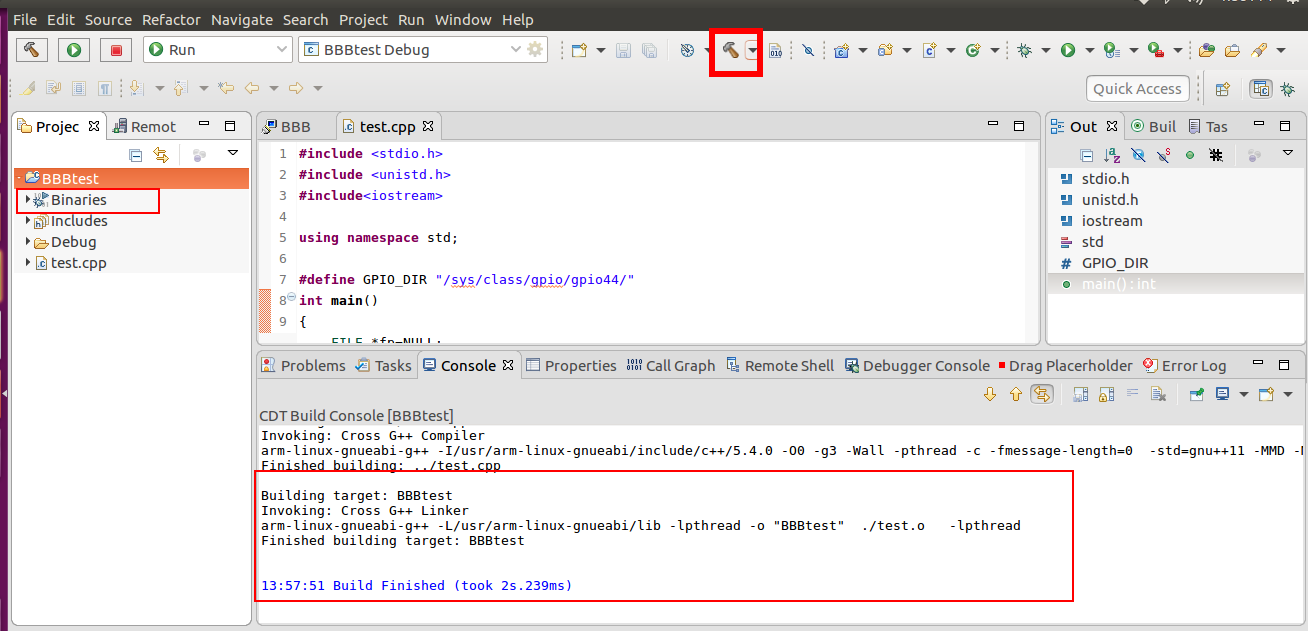 File Edit Source Refactor Navigate Search Project Run Window Help
Run
BBBtest Debug
010
Quick Access
Projec
Remot
BBBtest
Binaries
Includes
Debug
test.cpp
BBB
test.cpp
1 #include <stdio.h>
2 #include <unistd.h>
3 #include<iostream>
4
5 using namespace std;
6
7 #define GPIO_DIR "/sys/class/gpio/gpio44/"
8 int main()
9 {
FILE *fp=NULL;
Out
Buil
Tas
stdio.h
unistd.h
iostream
std
# GPIO_DIR
main() : int
Problems Tasks Console Properties Call Graph Remote Shell Debugger Console Drag Placeholder Error Log
CDT Build Console [BBBtest]
Invoking: Cross G++ Compiler
arm-linux-gnueabi-g++ -I/usr/arm-linux-gnueabi/include/c++/5.4.0 -O0 -g3 -Wall -pthread -c -fmessage-length=0 -std=gnu++11 -MMD
Finished building: ../test.cpp
Building target: BBBtest
Invoking: Cross G++ Linker
arm-linux-gnueabi-g++ -L/usr/arm-linux-gnueabi/lib -lpthread -o "BBBtest" ./test.o -lpthread
Finished building target: BBBtest
13:57:51 Build Finished (took 2s.239ms)